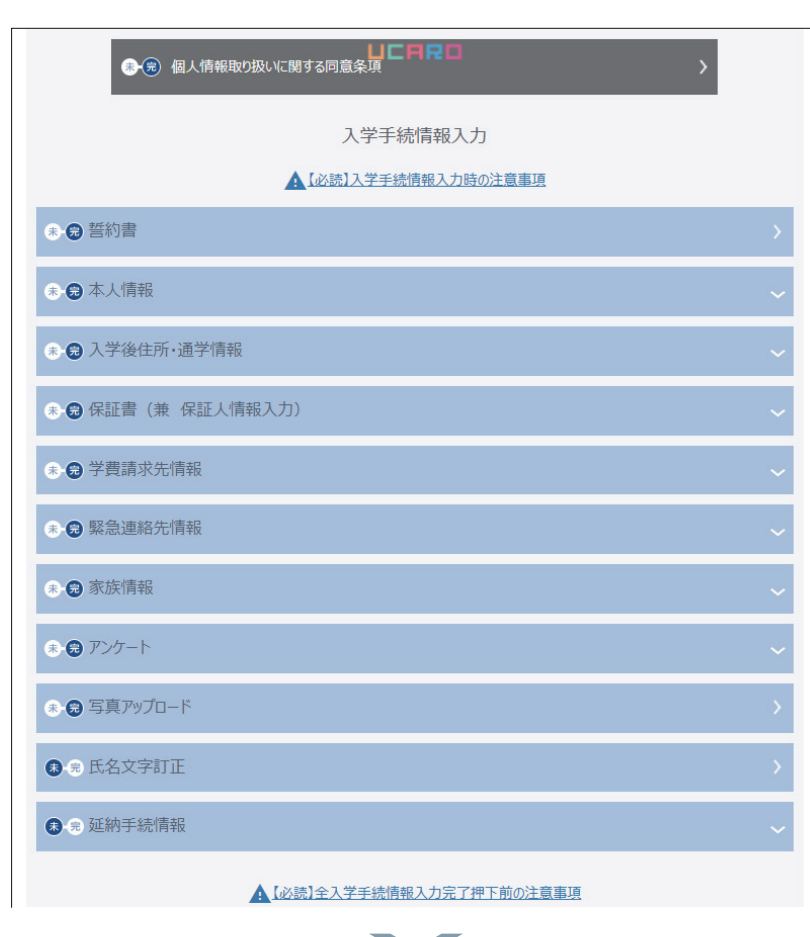 UCARO
未 完 個人情報取り扱いに関する同意条項
入学手続情報入力
【必読】入学手続情報入力時の注意事項
未 完 誓約書
未 完 本人情報
未 完 入学後住所・通学情報
未 完 保証書（兼 保証人情報入力）
未 完 学費請求先情報
未 完 緊急連絡先情報
未 完 家族情報
未 完 アンケート
未 完 写真アップロード
未 完 氏名文字訂正
未 完 延納手続情報
【必読】全入学手続情報入力完了押下前の注意事項